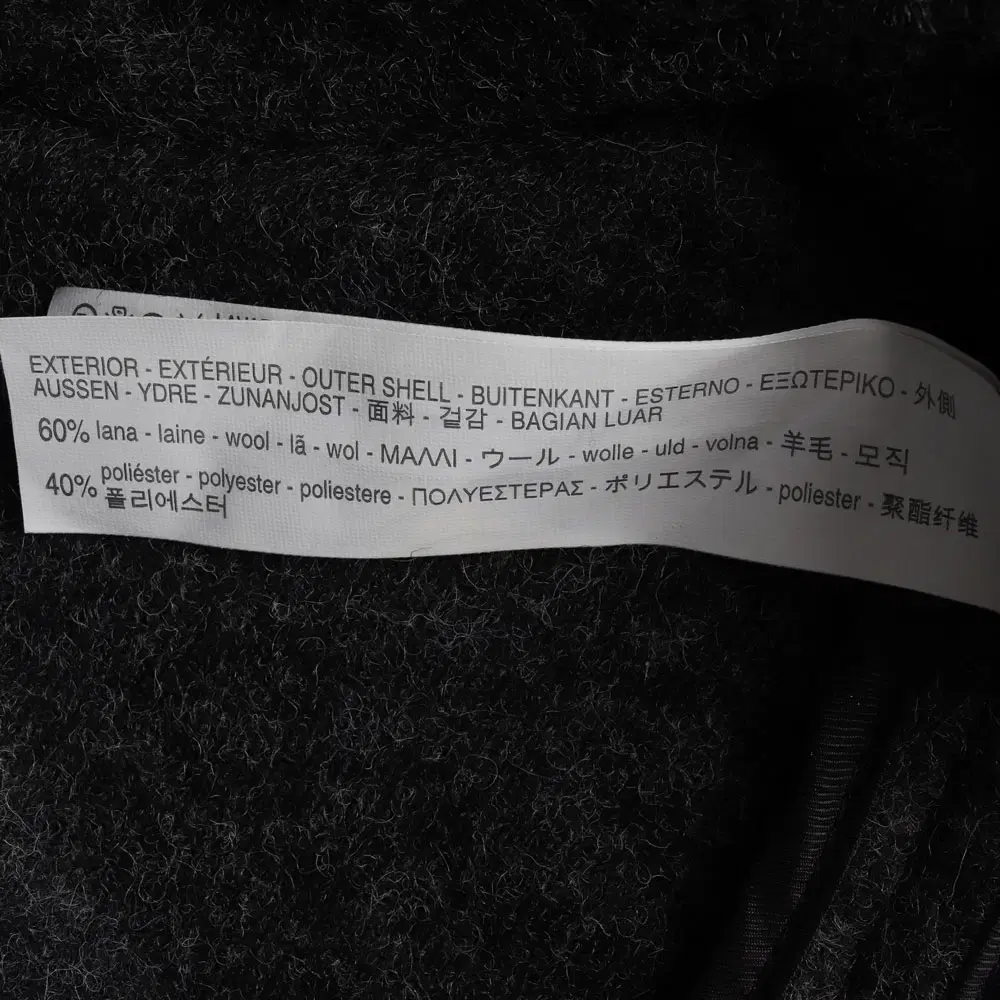 EXTERIOR - EXTÉRIEUR - OUTER SHELL - BUITENKANT - ESTERNO - ΕΞΩΤΕΡΙΚΟ - 外側
AUSSEN - YDRE - ZUNANJOST - 面料 - 겉감 - BAGIAN LUAR
60% lana - laine - wool - lã - wol - ΜΑΛΛΙ - ウール - wolle - uld - volna - 羊毛 - 모직
40% poliéster - polyester - poliestere - ΠΟΛΥΕΣΤΕΡΑΣ - ポリエステル - poliester - 聚酯纤维
폴리에스터